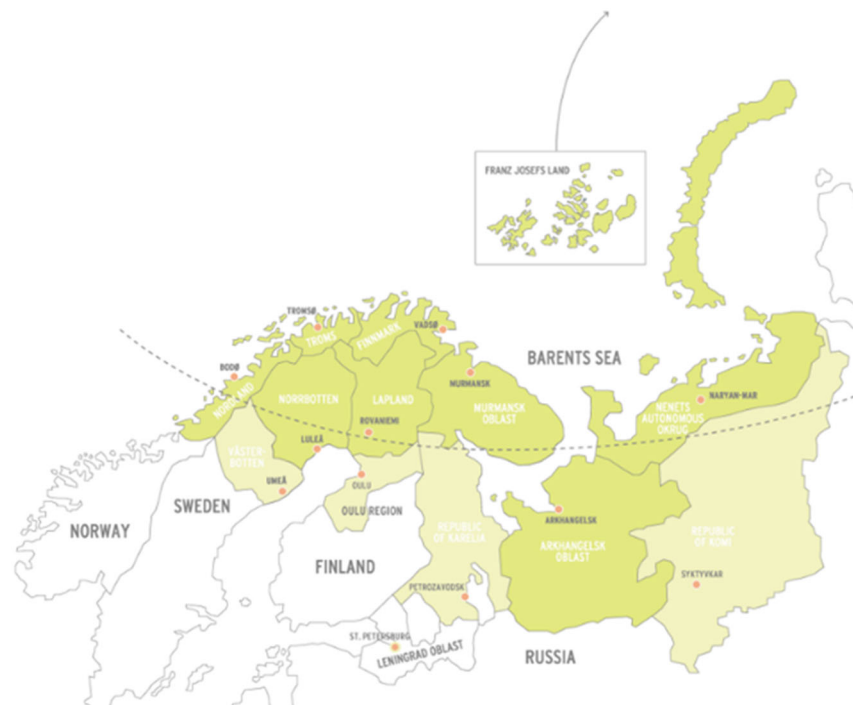 FRANZ JOSEFS LAND
TROMSØ
VADSØ
TROMS
FINNMARK
BARENTS SEA
BODØ
NORDLAND
NORRBOTTEN
LAPLAND
MURMANSK
MURMANSK
OBLAST
NARYAN-MAR
NENETS
AUTONOMOUS
OKRUG
ROVANIEMI
LULEÅ
VÄSTER-
BOTTEN
UMEÅ
OULU
SWEDEN
OULU REGION
NORWAY
ARKHANGELSK
REPUBLIC
OF KARELIA
ARKHANGELSK
OBLAST
REPUBLIC
OF KOMI
FINLAND
SYKTYVKAR
PETROZAVODSK
ST. PETERSBURG
LENINGRAD OBLAST
RUSSIA